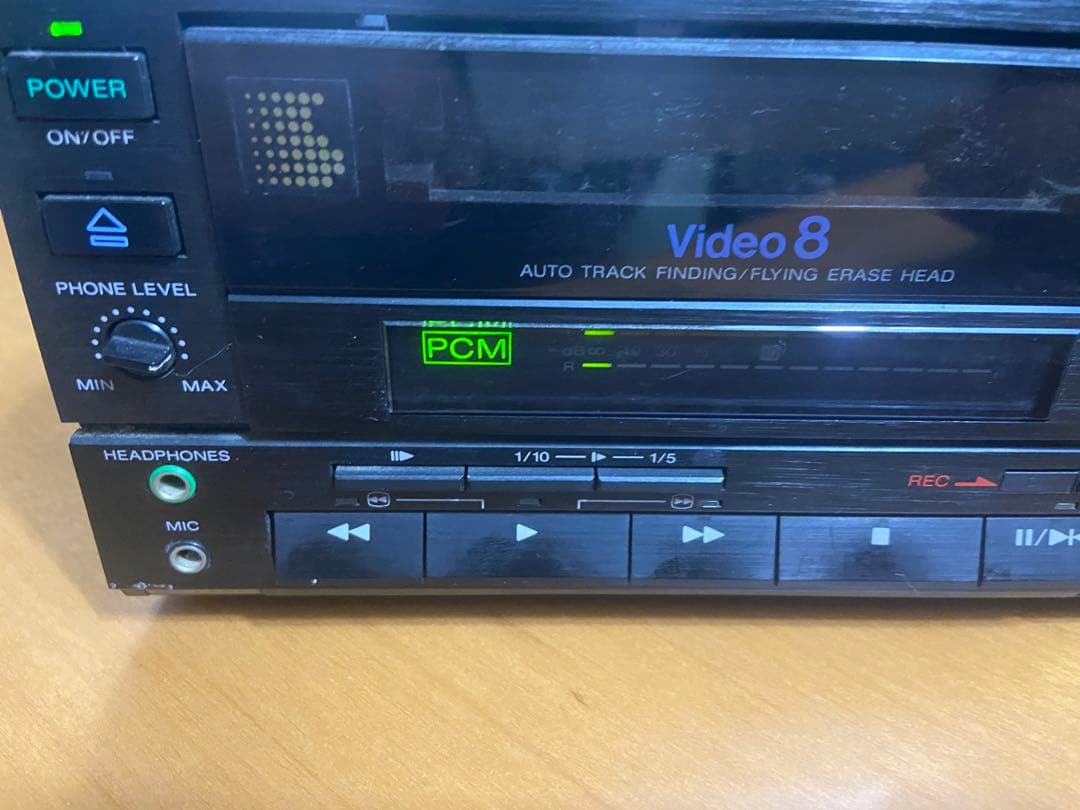 POWER
ON/OFF
Video 8
AUTO TRACK FINDING/FLYING ERASE HEAD
PHONE LEVEL
MIN MAX
PCM
R
HEADPHONES
1/10 1/5
REC
MIC